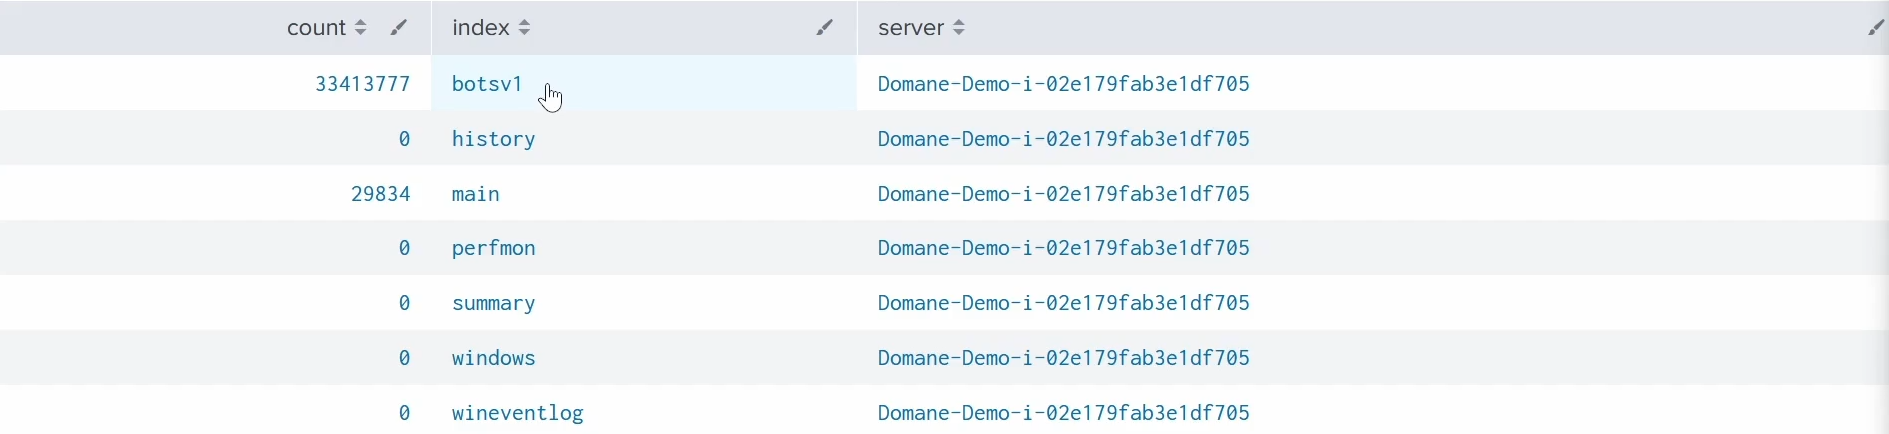 count index server
33413777 botsv1 Domane-Demo-i-02e179fab3e1df705
0 history Domane-Demo-i-02e179fab3e1df705
29834 main Domane-Demo-i-02e179fab3e1df705
0 perfmon Domane-Demo-i-02e179fab3e1df705
0 summary Domane-Demo-i-02e179fab3e1df705
0 windows Domane-Demo-i-02e179fab3e1df705
0 wineventlog Domane-Demo-i-02e179fab3e1df705